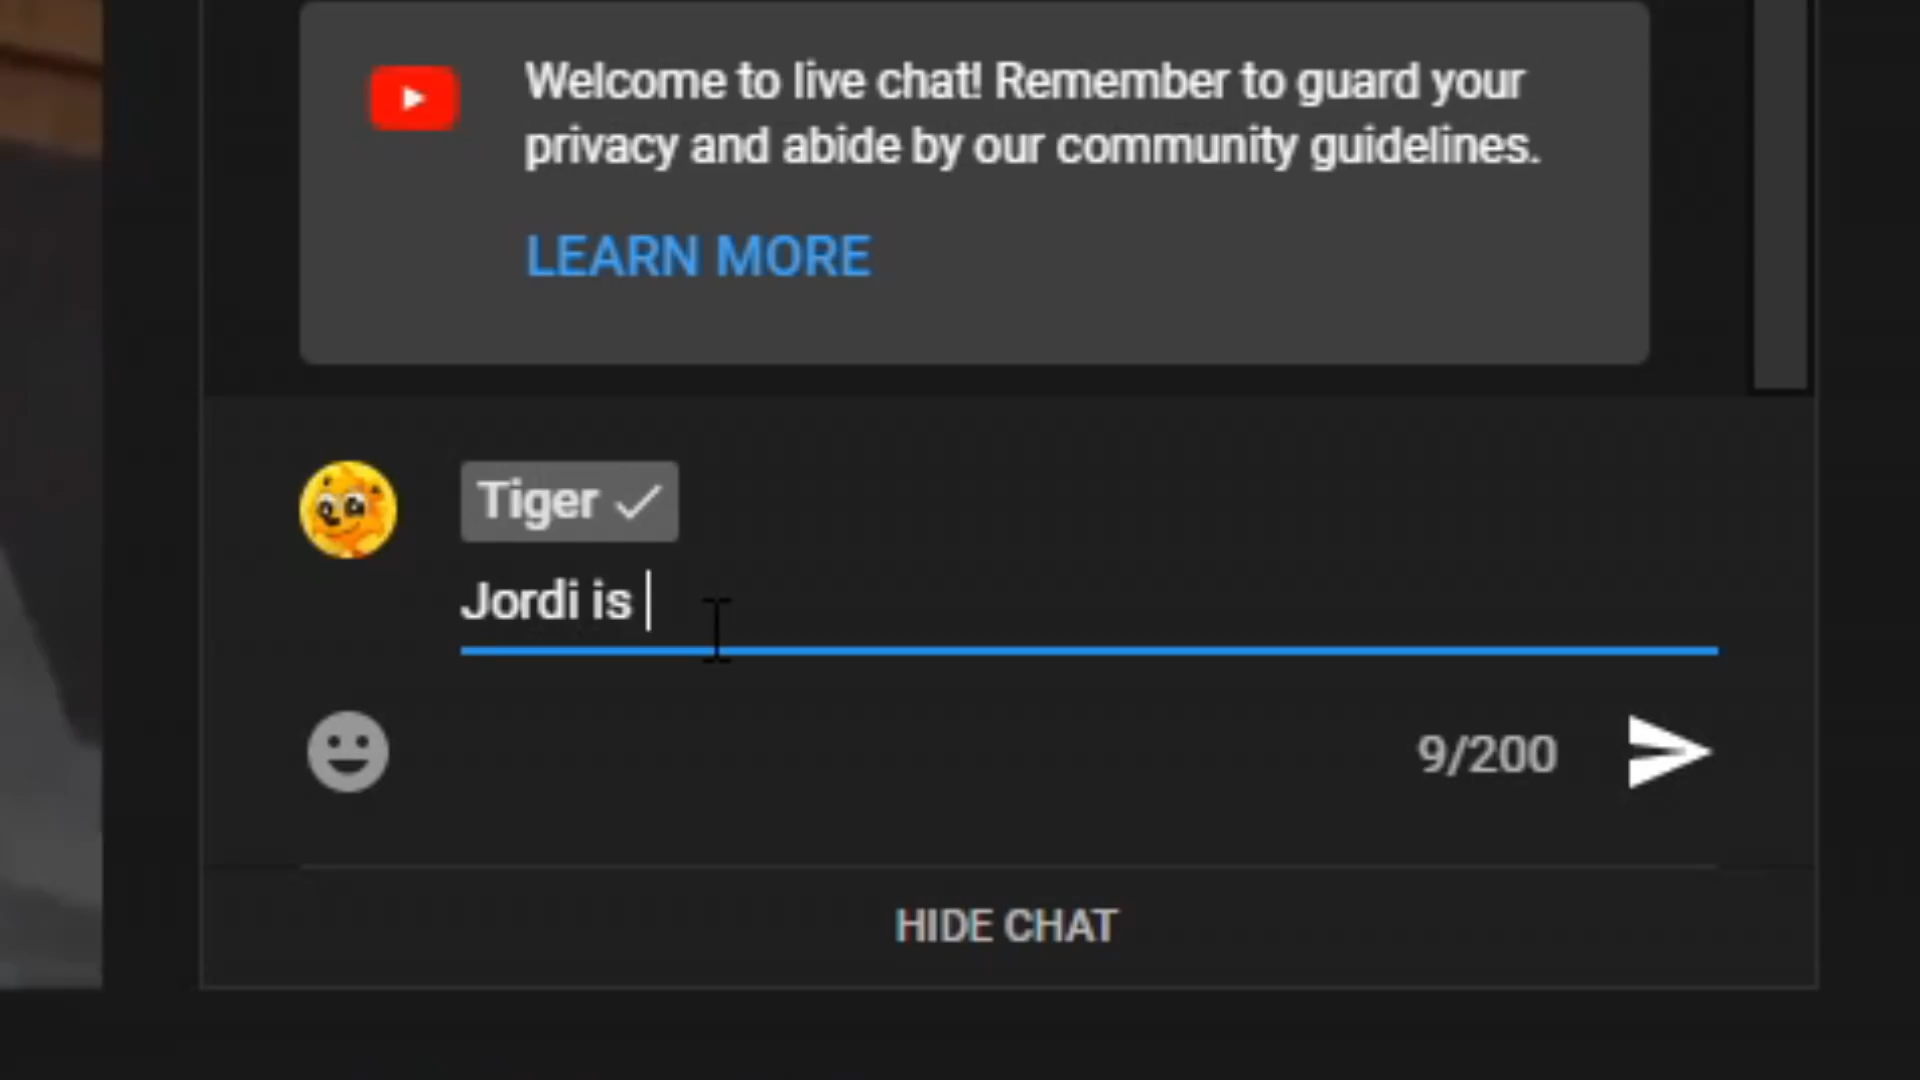 Welcome to live chat! Remember to guard your
privacy and abide by our community guidelines.
LEARN MORE
Tiger
Jordi is
9/200
HIDE CHAT